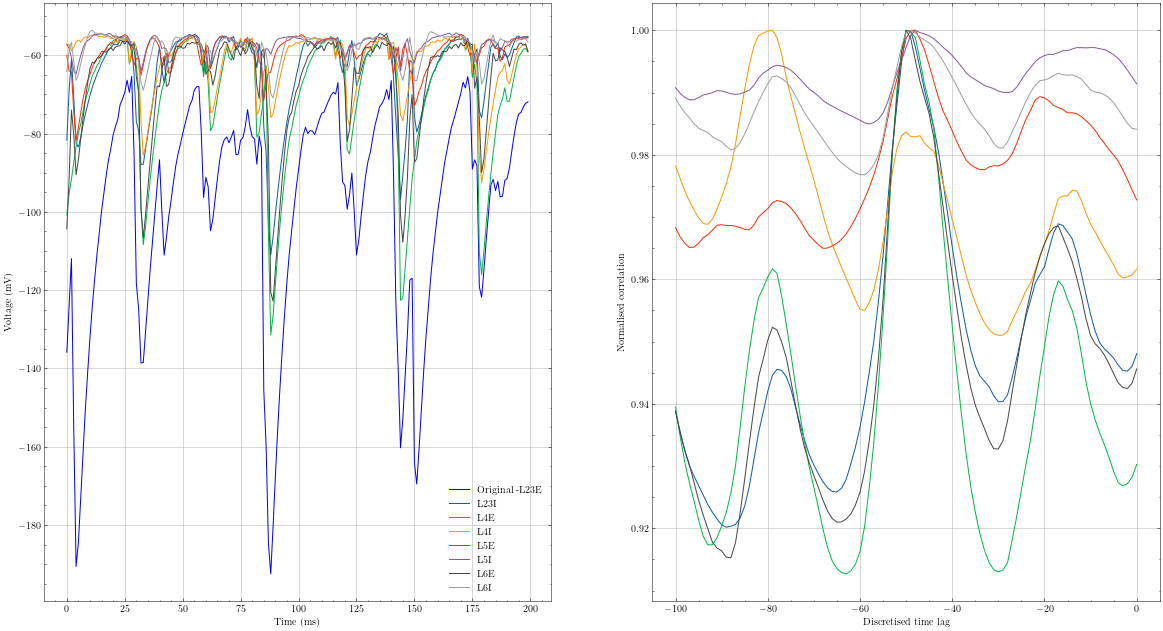 −60
−80
−100
−120
−140
−160
−180
Voltage (mV)
0
25
50
75
100
125
150
175
200
Time (ms)
Original -L23E
L23I
L4E
L4I
L5E
L5I
L6E
L6I
1.00
0.98
0.96
0.94
0.92
Normalised correlation
−100
−80
−60
−40
−20
0
Discretised time lag